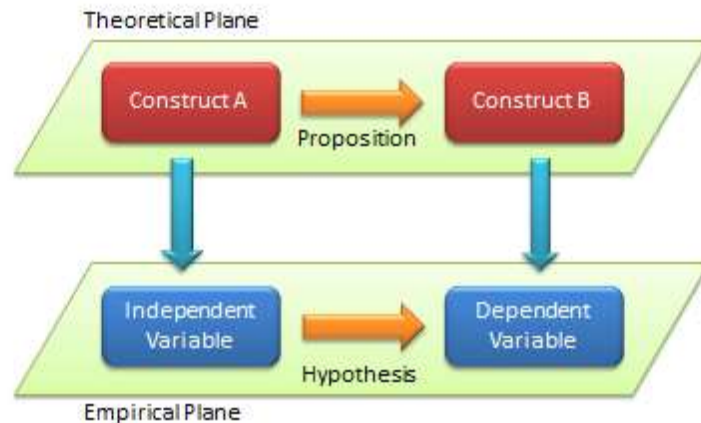 Theoretical Plane
Construct A
Construct B
Proposition
Independent
Variable
Dependent
Variable
Hypothesis
Empirical Plane